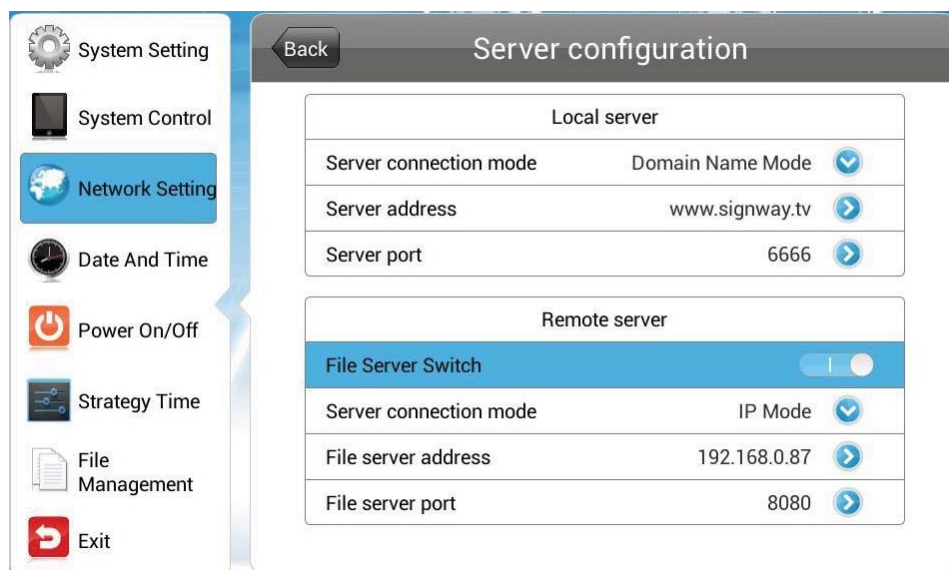 System Setting
System Control
Network Setting
Date And Time
Power On/Off
Strategy Time
File
Management
Exit
Back
Server configuration
Local server
Server connection mode Domain Name Mode
Server address www.signway.tv
Server port 6666
Remote server
File Server Switch
Server connection mode IP Mode
File server address 192.168.0.87
File server port 8080